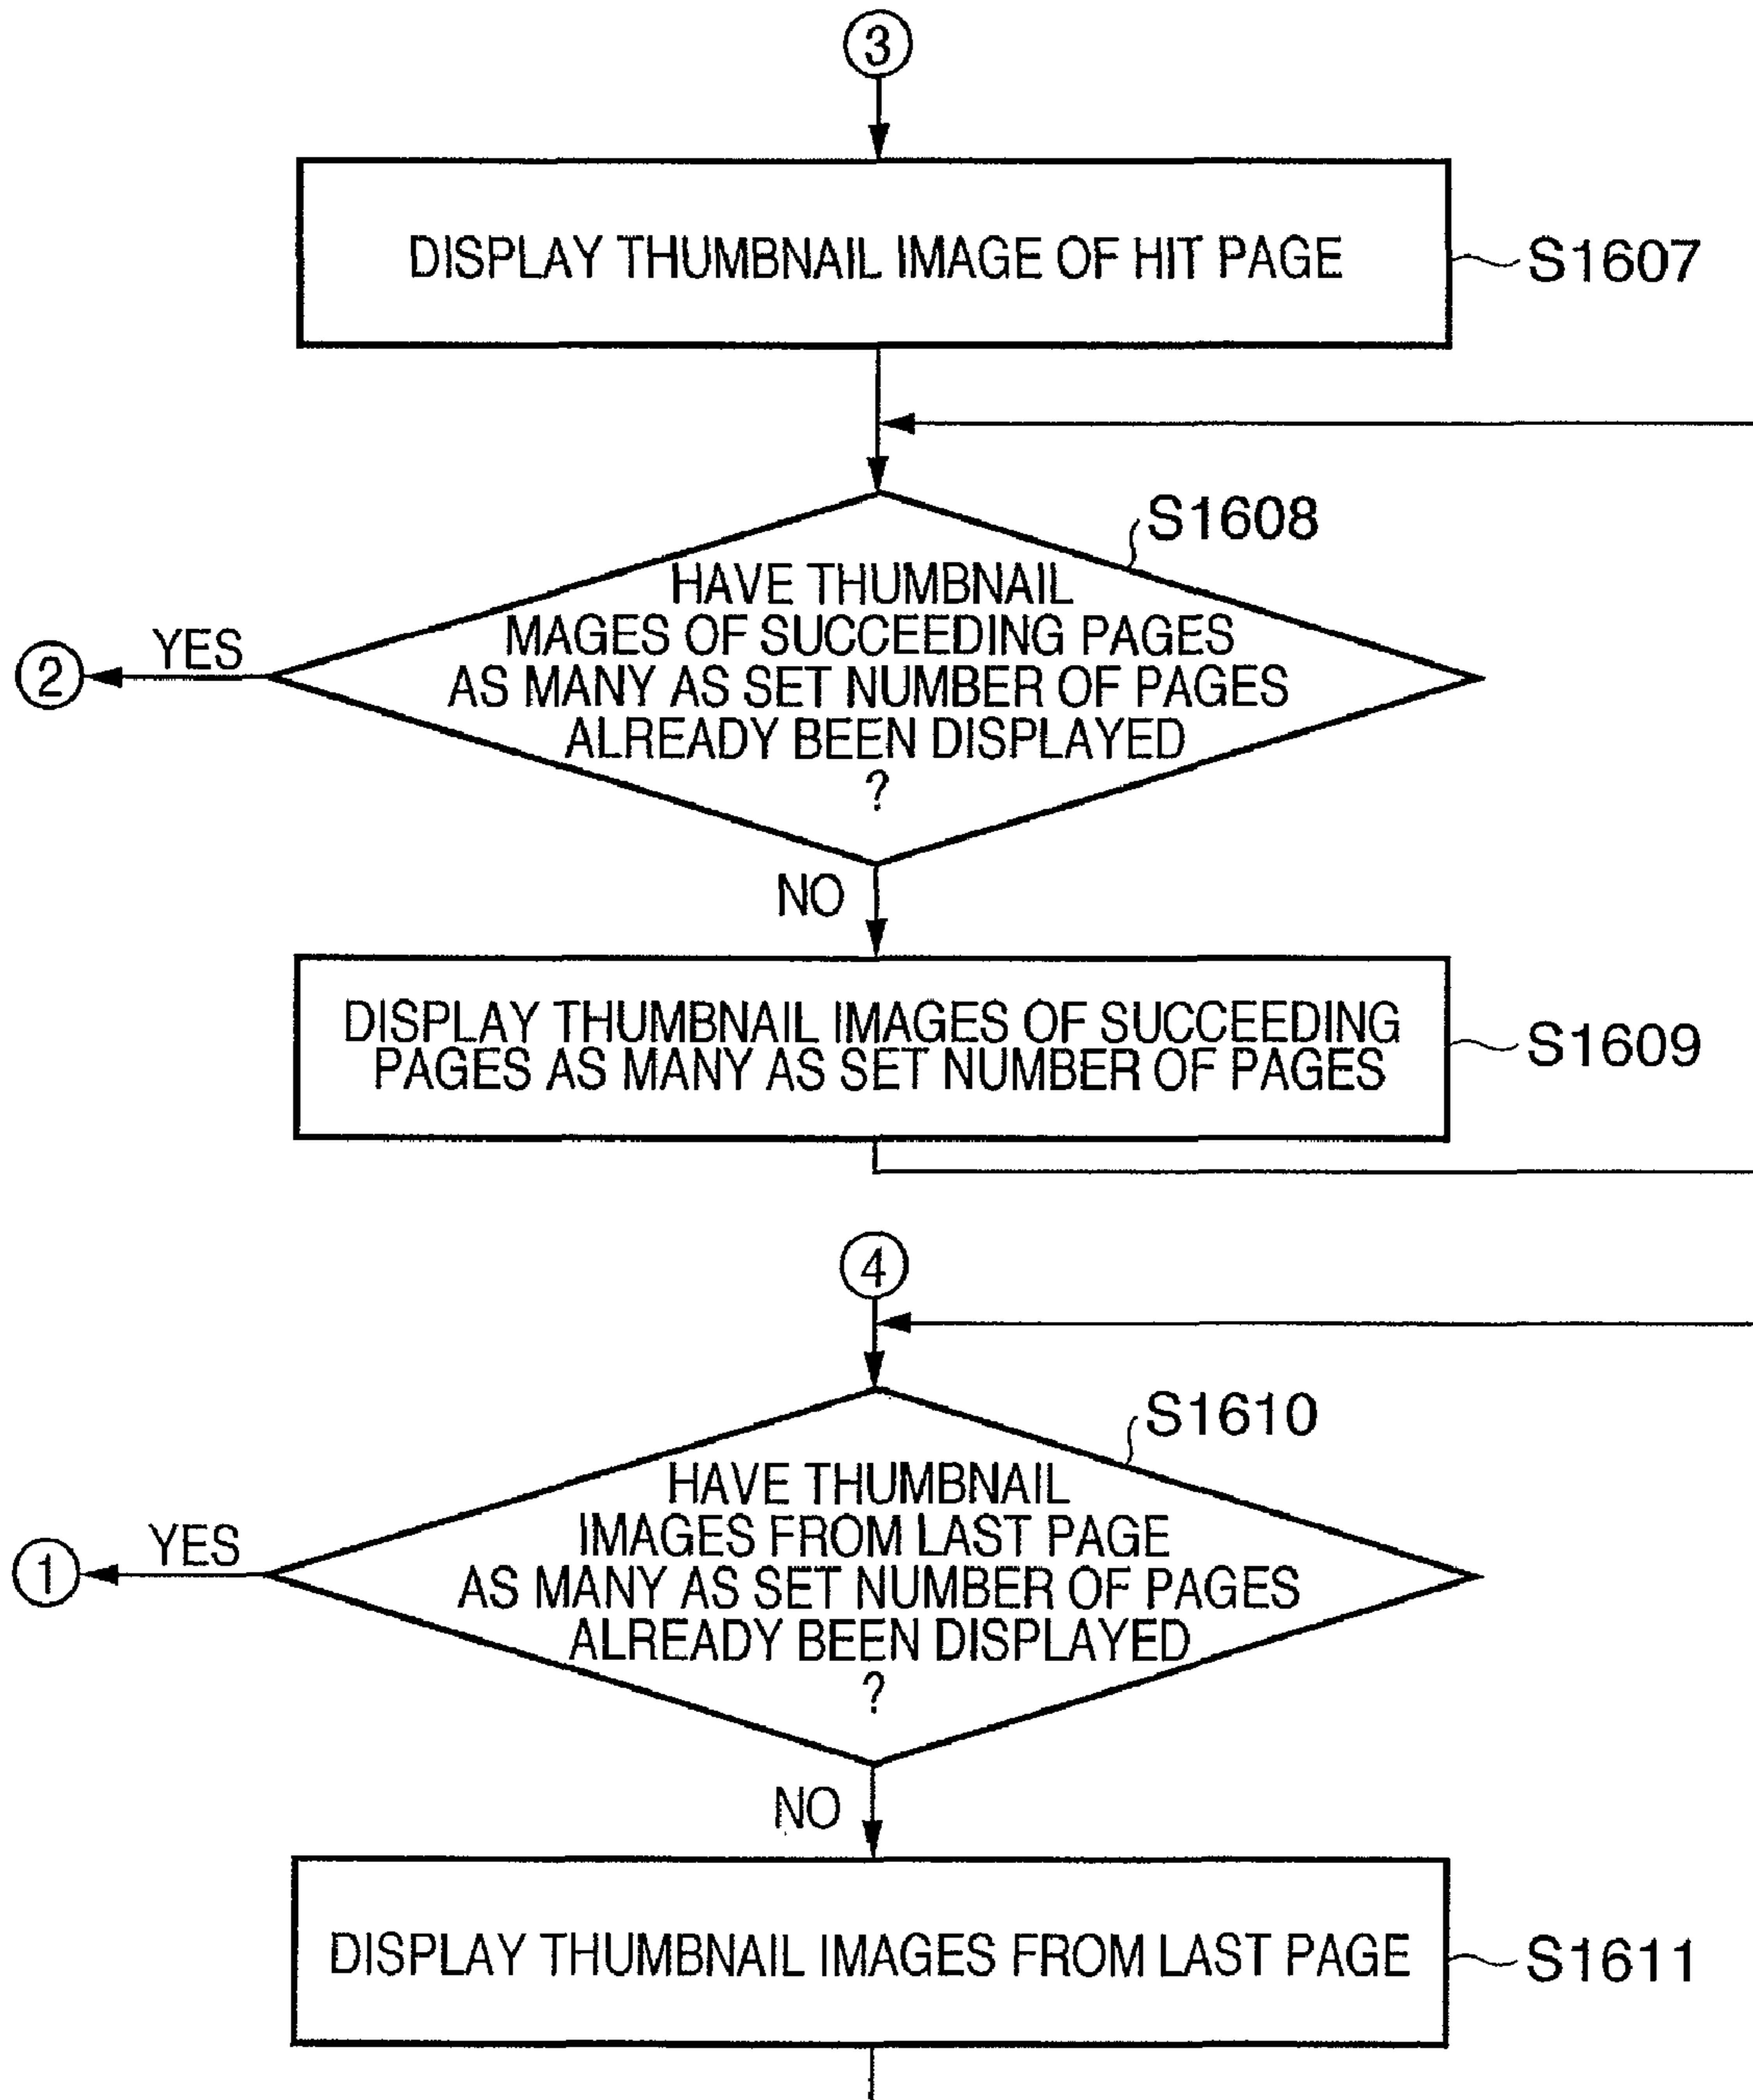 3
DISPLAY THUMBNAIL IMAGE OF HIT PAGE
S1607
S1608
HAVE THUMBNAIL
MAGES OF SUCCEEDING PAGES
AS MANY AS SET NUMBER OF PAGES
ALREADY BEEN DISPLAYED
?
YES
2
NO
DISPLAY THUMBNAIL IMAGES OF SUCCEEDING
PAGES AS MANY AS SET NUMBER OF PAGES
S1609
4
S1610
HAVE THUMBNAIL
IMAGES FROM LAST PAGE
AS MANY AS SET NUMBER OF PAGES
ALREADY BEEN DISPLAYED
?
YES
1
NO
DISPLAY THUMBNAIL IMAGES FROM LAST PAGE
S1611